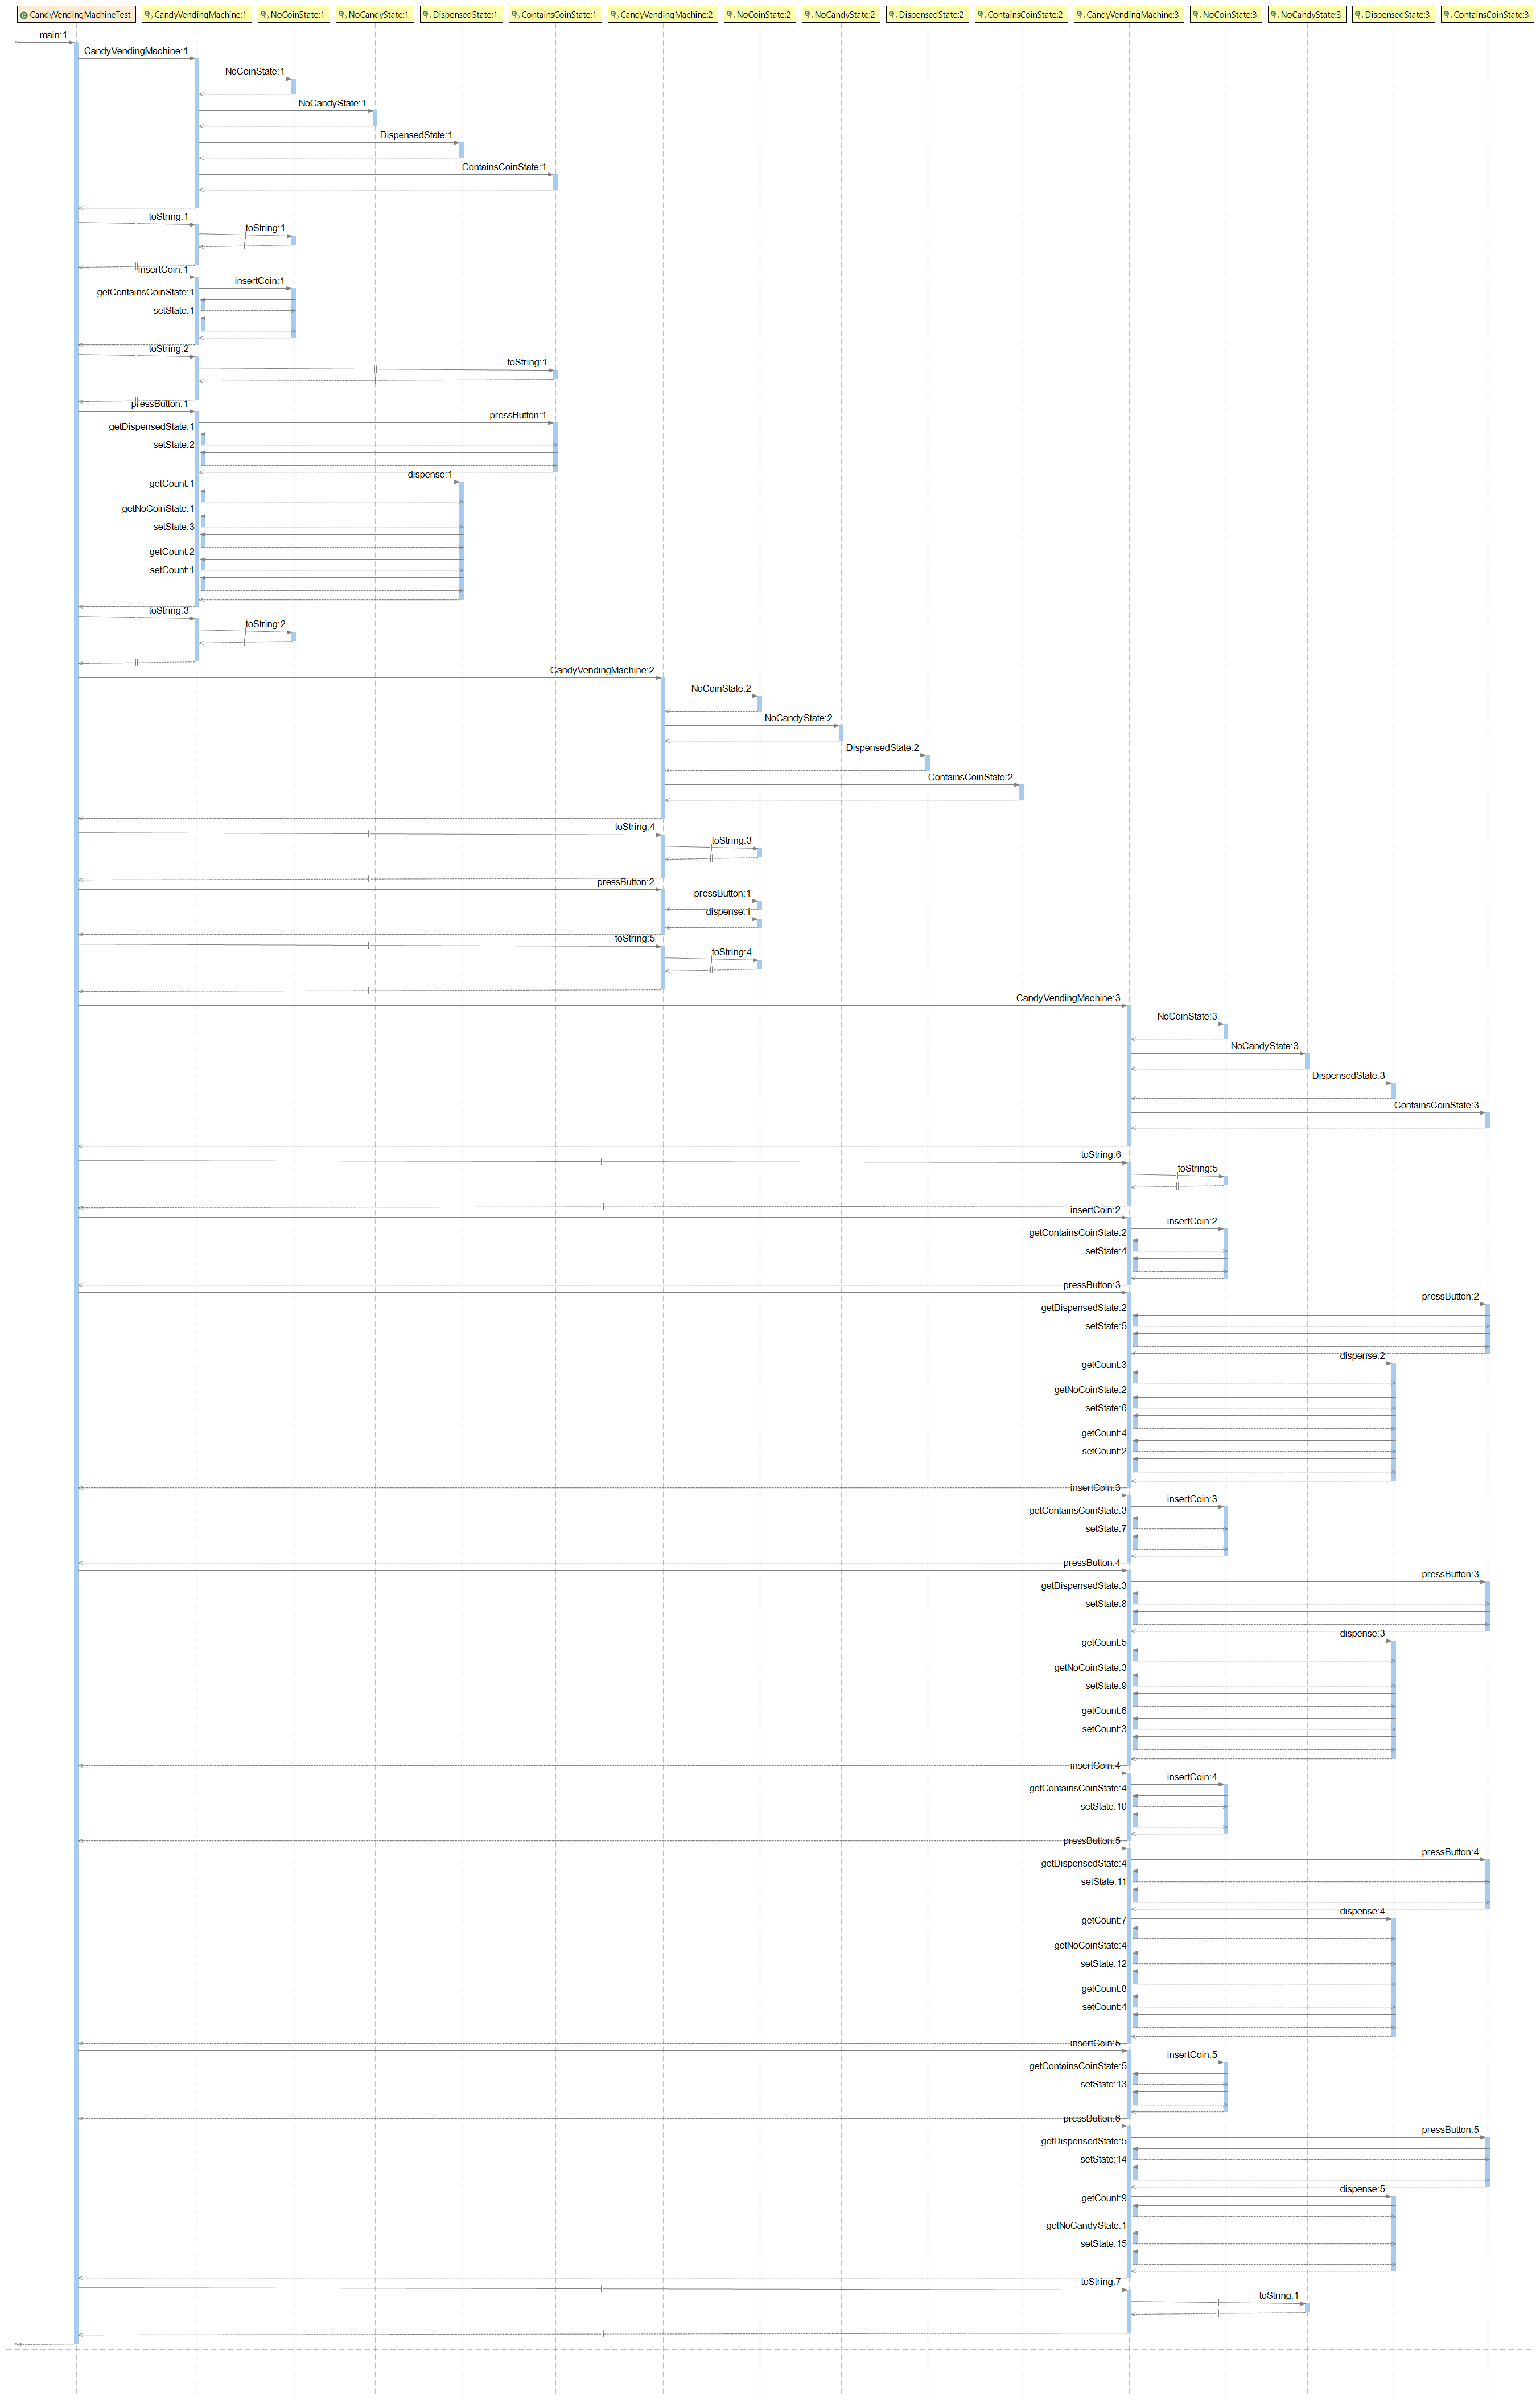 CandyVendingMachineTest
CandyVendingMachine:1
NoCoinState:1
NoCandyState:1
DispensedState:1
ContainsCoinState:1
CandyVendingMachine:2
NoCoinState:2
NoCandyState:2
DispensedState:2
ContainsCoinState:2
CandyVendingMachine:3
NoCoinState:3
NoCandyState:3
DispensedState:3
ContainsCoinState:3
main:1
CandyVendingMachine:1
NoCoinState:1
NoCandyState:1
DispensedState:1
ContainsCoinState:1
toString:1
toString:1
insertCoin:1
insertCoin:1
getContainsCoinState:1
setState:1
toString:2
toString:1
pressButton:1
pressButton:1
getDispensedState:1
setState:2
dispense:1
getCount:1
getNoCoinState:1
setState:3
getCount:2
setCount:1
toString:3
toString:2
CandyVendingMachine:2
NoCoinState:2
NoCandyState:2
DispensedState:2
ContainsCoinState:2
toString:4
toString:3
pressButton:2
pressButton:1
dispense:1
toString:5
toString:4
CandyVendingMachine:3
NoCoinState:3
NoCandyState:3
DispensedState:3
ContainsCoinState:3
toString:6
toString:5
insertCoin:2
insertCoin:2
getContainsCoinState:2
setState:4
pressButton:3
pressButton:2
getDispensedState:2
setState:5
dispense:2
getCount:3
getNoCoinState:2
setState:6
getCount:4
setCount:2
insertCoin:3
insertCoin:3
getContainsCoinState:3
setState:7
pressButton:4
pressButton:3
getDispensedState:3
setState:8
dispense:3
getCount:5
getNoCoinState:3
setState:9
getCount:6
setCount:3
insertCoin:4
insertCoin:4
getContainsCoinState:4
setState:10
pressButton:5
pressButton:4
getDispensedState:4
setState:11
dispense:4
getCount:7
getNoCoinState:4
setState:12
getCount:8
setCount:4
insertCoin:5
insertCoin:5
getContainsCoinState:5
setState:13
pressButton:6
pressButton:5
getDispensedState:5
setState:14
dispense:5
getCount:9
getNoCandyState:1
setState:15
toString:7
toString:1